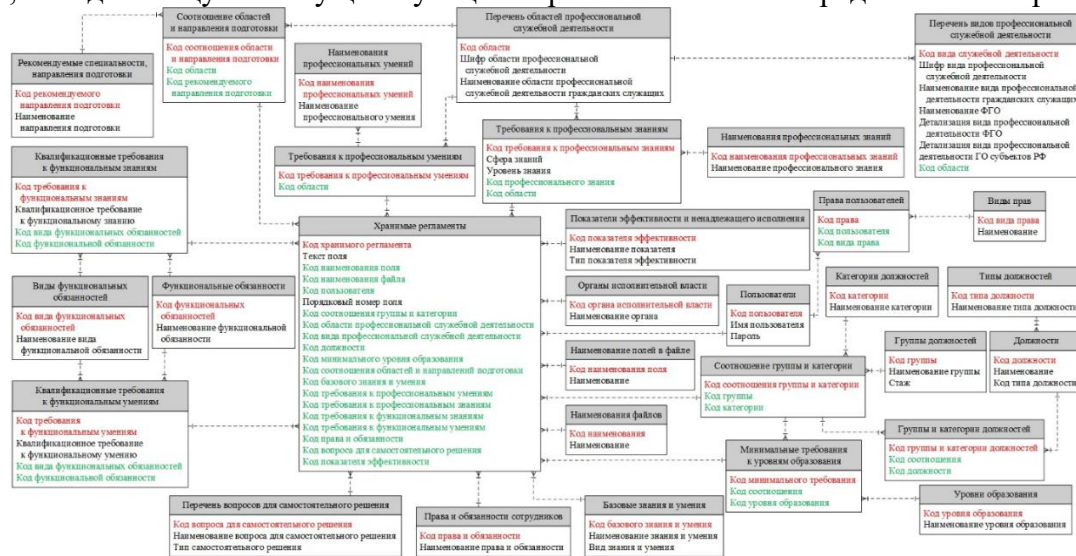 Соотношение областей
и направления подготовки
Код соотношения области
и направления подготовки
Код области
Код рекомендуемого
направления подготовки
Перечень областей профессиональной
служебной деятельности
Код области
Шифр области профессиональной
служебной деятельности
Наименование области профессиональной
служебной деятельности гражданских служащих
Перечень видов профессиональной
служебной деятельности
Код вида служебной деятельности
Шифр вида профессиональной
служебной деятельности
Наименование вида профессиональной
деятельности гражданских служащих
Наименование ФГО
Детализация вида профессиональной
деятельности ФГО
Детализация вида профессиональной
деятельности ГО субъектов РФ
Код области
Рекомендуемые специальности,
направления подготовки
Код рекомендуемого
направления подготовки
Наименование
направления подготовки
Наименования
профессиональных умений
Код наименования
профессиональных умений
Наименование
профессионального умения
Квалификационные требования
к функциональным знаниям
Код требования к
функциональным знаниям
Квалификационное требование
к функциональному знанию
Код вида функциональных обязанностей
Код функциональной обязанности
Требования к профессиональным умениям
Код требования к профессиональным умениям
Код области
Требования к профессиональным знаниям
Код требования к профессиональным знаниям
Сфера знаний
Уровень знания
Код профессионального знания
Код области
Наименования профессиональных знаний
Код наименования профессиональных знаний
Наименование профессионального знания
Права пользователей
Код права
Код пользователя
Код вида права
Виды прав
Код вида права
Наименование
Хранимые регламенты
Код хранимого регламента
Текст поля
Код наименования поля
Код наименования файла
Код пользователя
Порядковый номер поля
Код соотношения группы и категории
Код области профессиональной служебной деятельности
Код вида профессиональной служебной деятельности
Код должности
Код минимального уровня образования
Код соотношения областей и направлений подготовки
Код базового знания и умения
Код требования к профессиональным умениям
Код требования к профессиональным знаниям
Код требования к функциональным знаниям
Код требования к функциональным умениям
Код права и обязанности
Код вопроса для самостоятельного решения
Код показателя эффективности
Показатели эффективности и ненадлежащего исполнения
Код показателя эффективности
Наименование показателя
Тип показателя эффективности
Виды функциональных
обязанностей
Код вида функциональных
обязанностей
Наименование вида
функциональной обязанности
Функциональные обязанности
Код функциональных
обязанностей
Наименование функциональной
обязанности
Органы исполнительной власти
Код органа исполнительной власти
Наименование органа
Пользователи
Код пользователя
Имя пользователя
Пароль
Категории должностей
Код категории
Наименование категории
Типы должностей
Код типа должности
Наименование типа должности
Наименование полей в файле
Код наименования поля
Наименование
Группы должностей
Код группы
Наименование группы
Стаж
Должности
Код должности
Наименование
Код типа должности
Соотношение группы и категории
Код соотношения группы и категории
Код группы
Код категории
Квалификационные требования
к функциональным умениям
Код требования
к функциональным умениям
Квалификационное требование
к функциональному умению
Код вида функциональных обязанностей
Код функциональной обязанности
Наименования файлов
Код наименования
Наименование
Группы и категории должностей
Код группы и категории должностей
Код соотношения
Код должности
Минимальные требования
к уровням образования
Код минимального требования
Код соотношения
Код уровня образования
Уровни образования
Код уровня образования
Наименование уровня образования
Перечень вопросов для самостоятельного решения
Код вопроса для самостоятельного решения
Наименование вопроса для самостоятельного решения
Тип самостоятельного решения
Права и обязанности сотрудников
Код права и обязанности
Наименование права и обязанности
Базовые знания и умения
Код базового знания и умения
Наименование знания и умения
Вид знания и умения